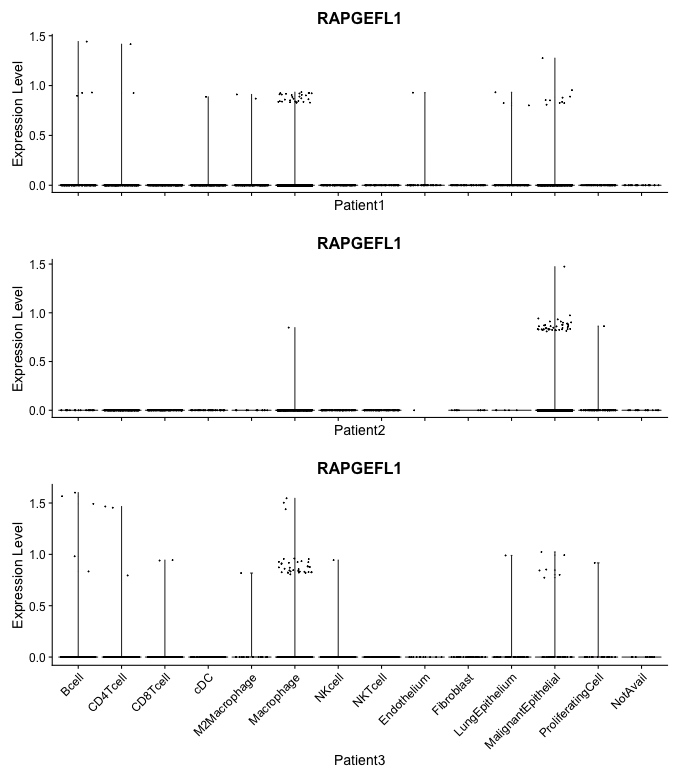 RAPGEFL1
Expression Level
1.5
1.0
0.5
0.0
Patient1
RAPGEFL1
Expression Level
1.5
1.0
0.5
0.0
Patient2
RAPGEFL1
Expression Level
1.5
1.0
0.5
0.0
Bcell
CD4Tcell
CD8Tcell
cDC
M2Macrophage
Macrophage
NKcell
NKTcell
Endothelium
Fibroblast
LungEpithelium
MalignantEpithelial
ProliferatingCell
NotAvail
Patient3